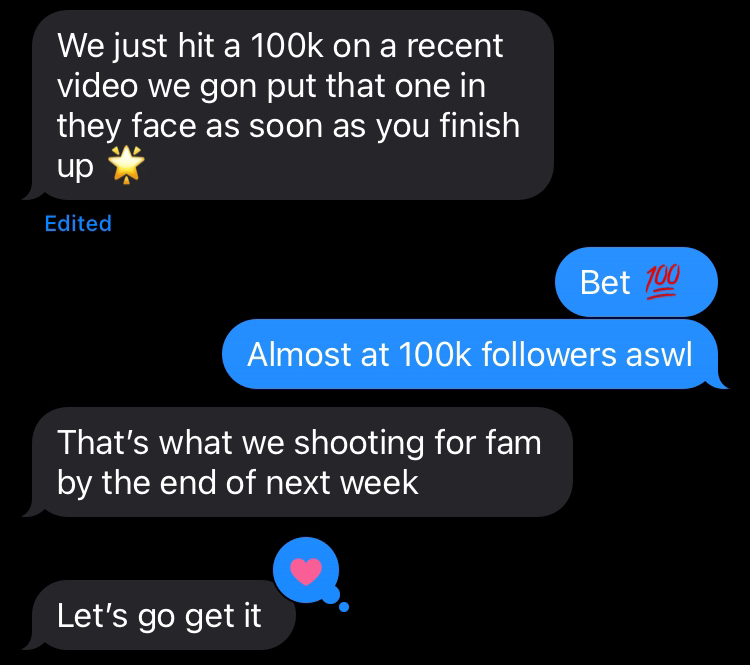 We just hit a 100k on a recent
video we gon put that one in
they face as soon as you finish
up 🌟
Edited
Bet 💯
Almost at 100k followers aswl
That’s what we shooting for fam
by the end of next week
Let’s go get it